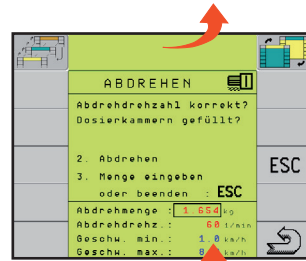 ABDREHEN
Abdrehdrehzahl korrekt?
Dosierkammern gefüllt?
2. Abdrehen
3. Menge eingeben
oder beenden : ESC
Abdrehmenge : 1.654 kg
Abdrehdrehz.: 60 1/min
Geschw. min.: 1.0 km/h
Geschw. max.: km/h
ESC